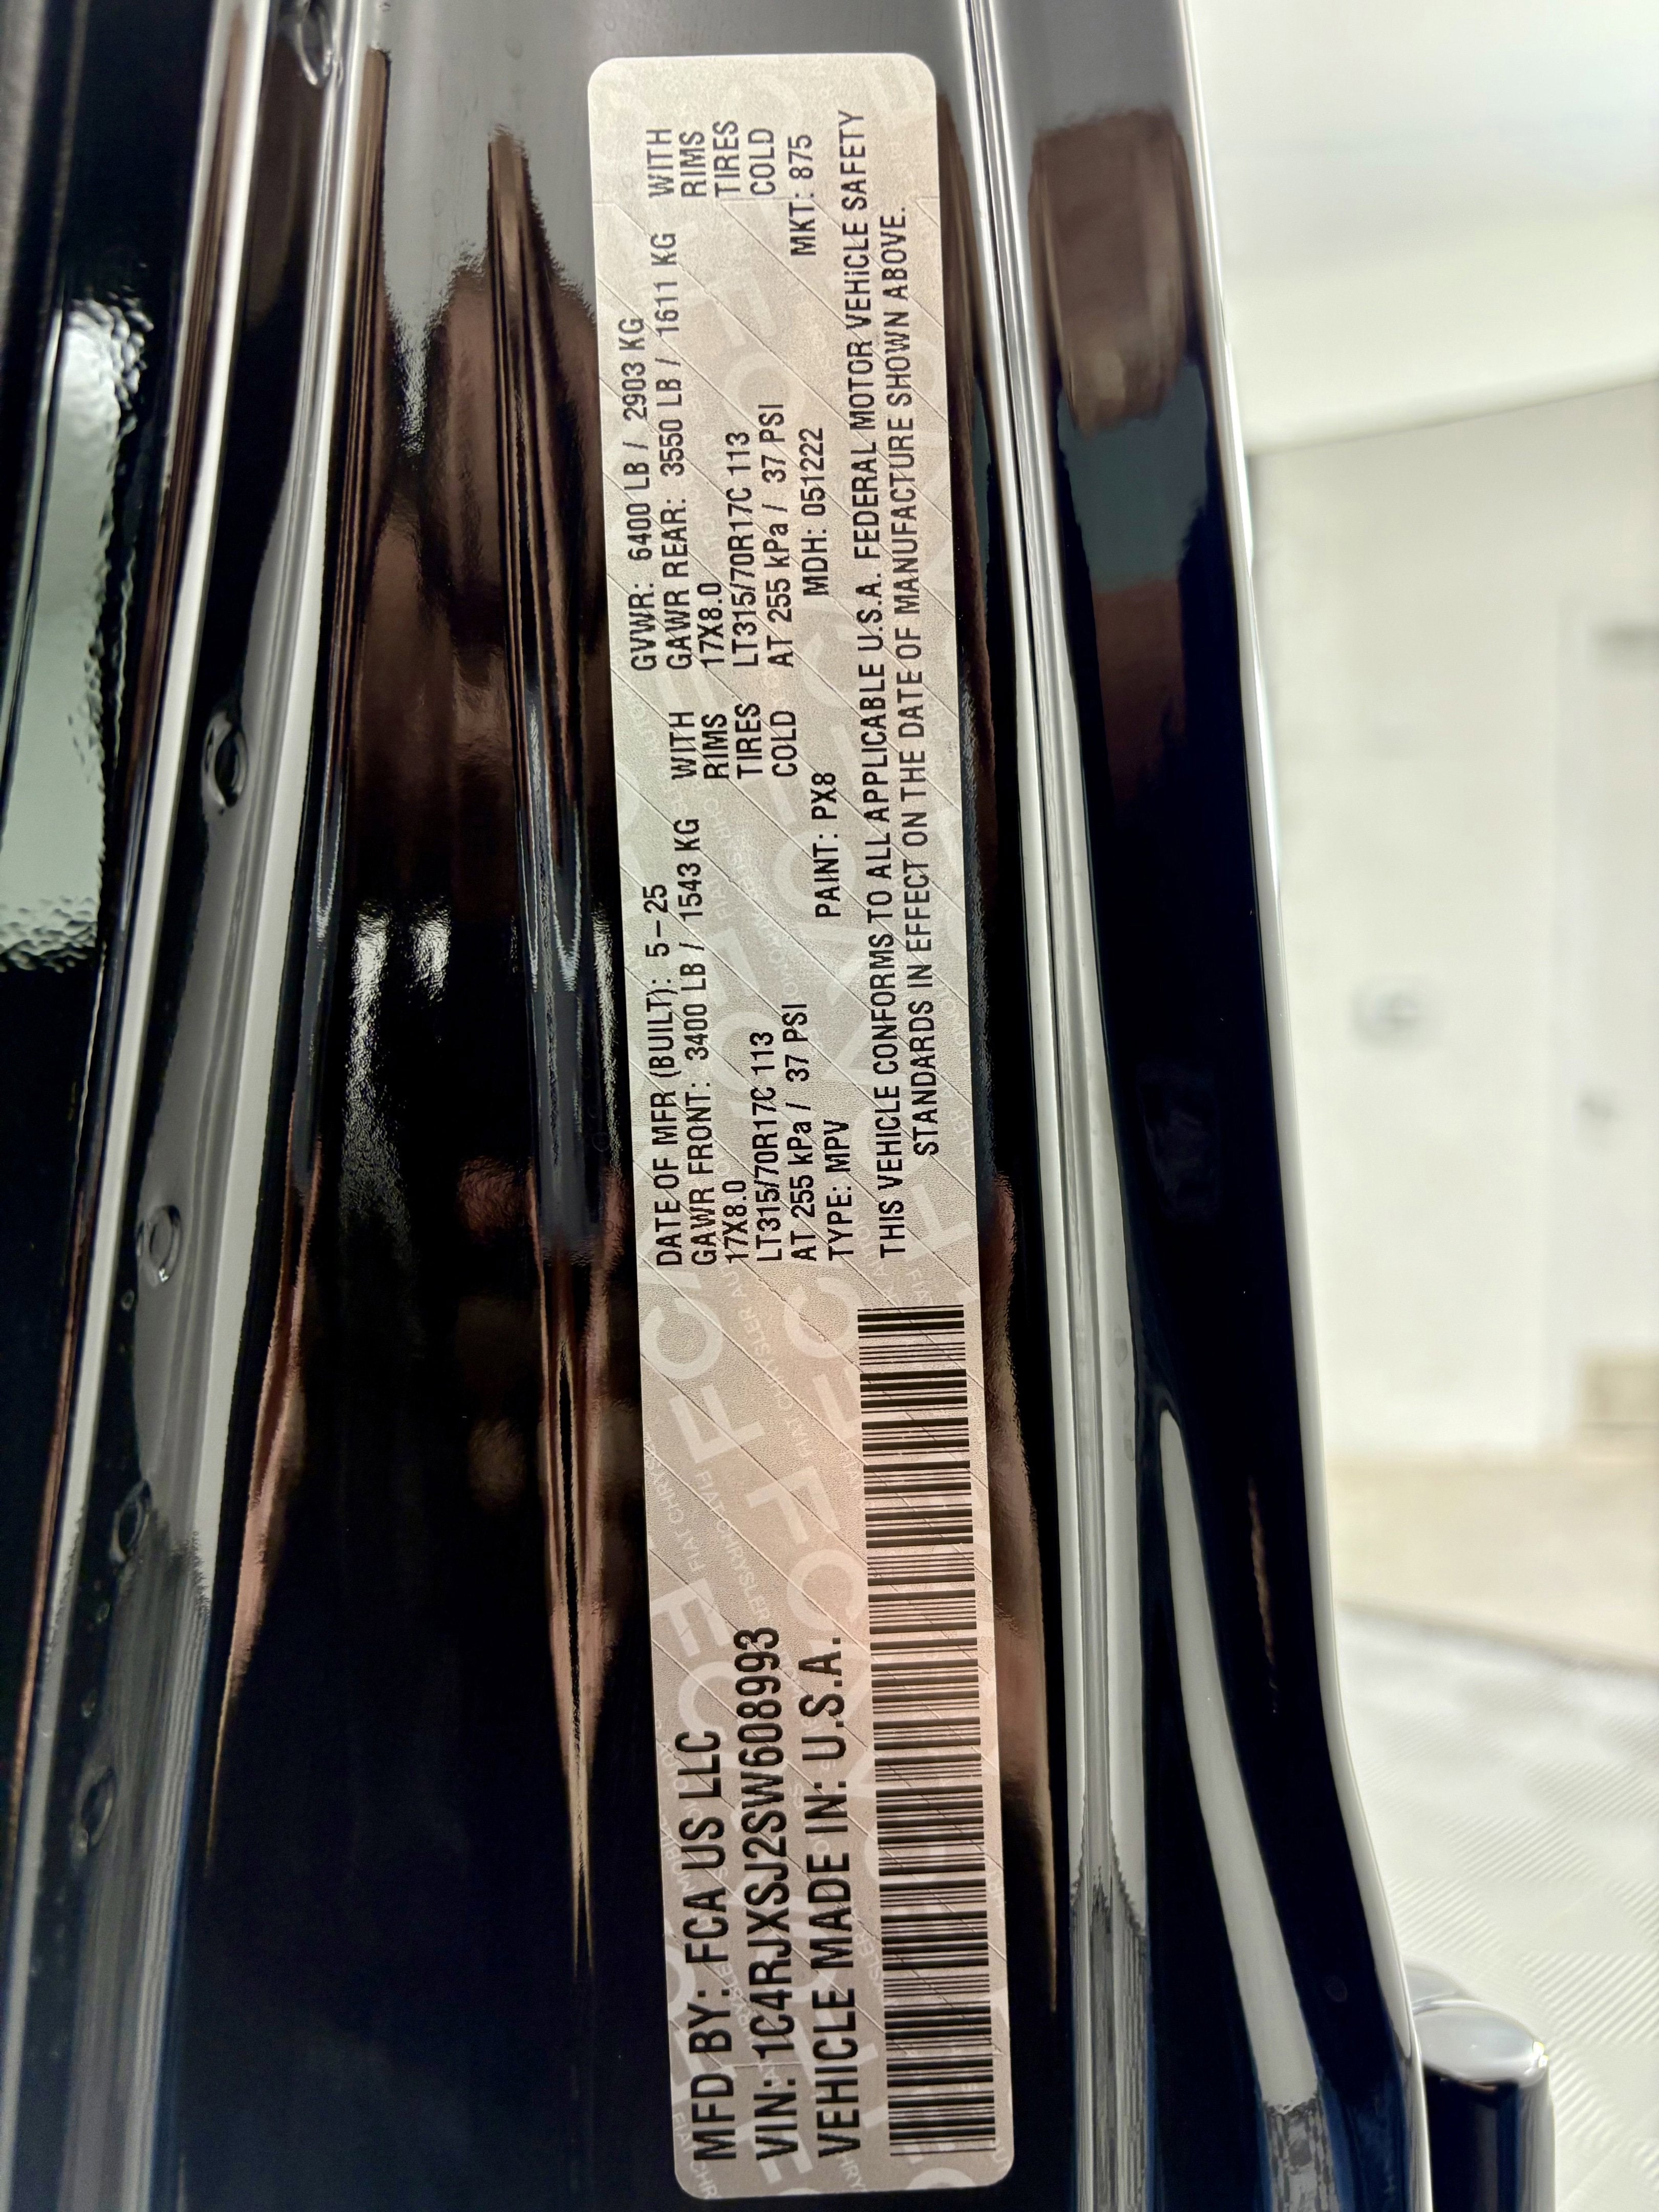 MFD BY: FCA US LLC
VIN: 1C4RJXSJ2SW608993
VEHICLE MADE IN: U.S.A.
DATE OF MFR (BUILT): 5-25 GVWR: 6400 LB / 2903 KG
GAWR FRONT: 3400 LB / 1543 KG WITH GAWR REAR: 3550 LB / 1611 KG WITH
17X8.0 RIMS 17X8.0 RIMS
LT315/70R17C 113 TIRES LT315/70R17C 113 TIRES
AT 255 kPa / 37 PSI COLD AT 255 kPa / 37 PSI COLD
TYPE: MPV PAINT: PX8 MDH: 051222 MKT: 875
THIS VEHICLE CONFORMS TO ALL APPLICABLE U.S.A. FEDERAL MOTOR VEHICLE SAFETY
STANDARDS IN EFFECT ON THE DATE OF MANUFACTURE SHOWN ABOVE.